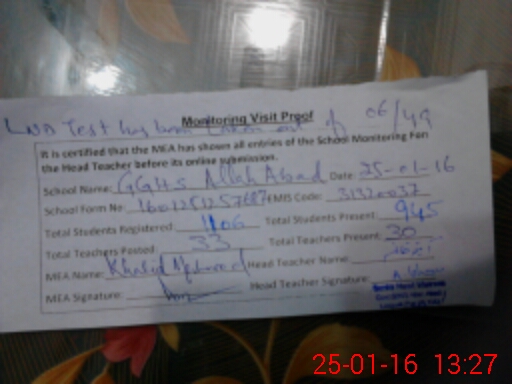 Monitoring Visit Proof
LND Test has been taken out of 06/49
It is certified that the MEA has shown all entries of the School Monitoring Form
the Head Teacher before its online submission.
School Name: GGHS Allah Abad Date: 25-01-16
School Form No: EMIS Code: 31320037
Total Students Registered: 1106 Total Students Present: 945
Total Teachers Posted: 33 Total Teachers Present: 30
MEA Name: Khalid Mehmood Head Teacher Name:
MEA Signature: Head Teacher Signature:
25-01-16 13:27